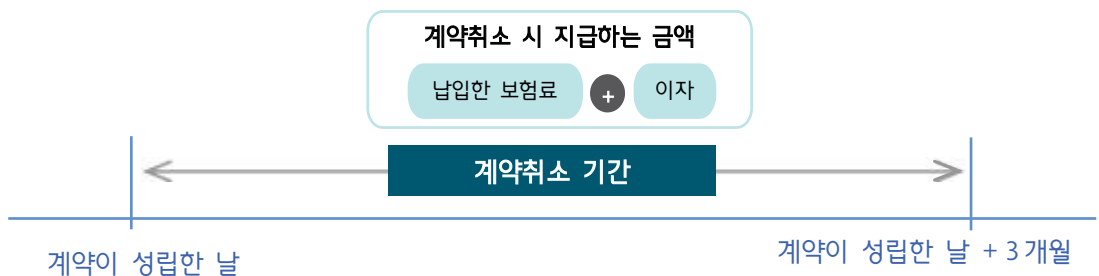 계약취소 시 지급하는 금액
납입한 보험료 + 이자
계약취소 기간
계약이 성립한 날
계약이 성립한 날 + 3개월